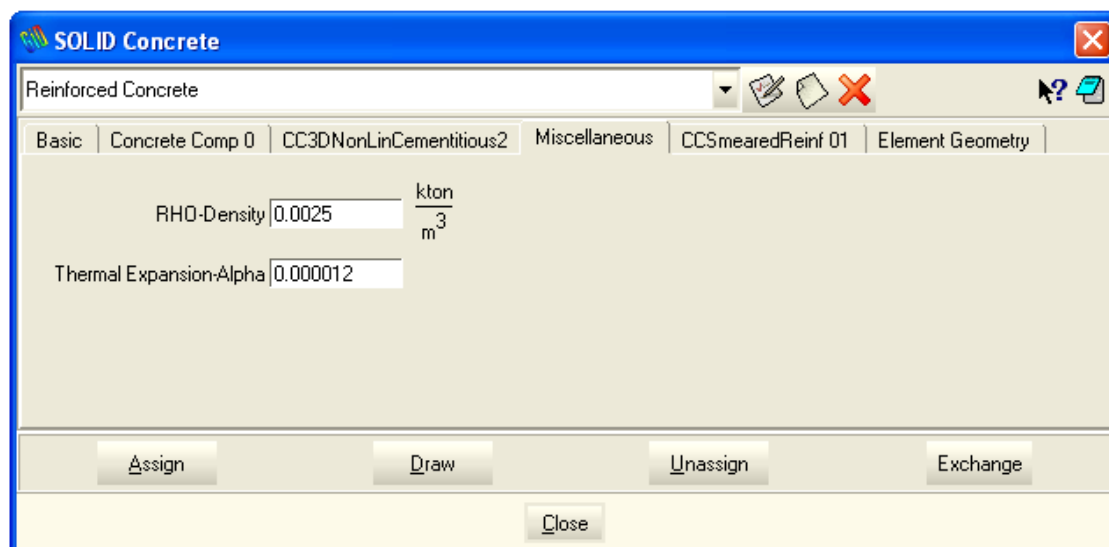 SOLID Concrete
Reinforced Concrete
Basic Concrete Comp 0 CC3DNonLinCementitious2 Miscellaneous CCSmearedReinf 01 Element Geometry
RHO-Density 0.0025 kton
m3
Thermal Expansion-Alpha 0.000012
Assign Draw Unassign Exchange
Close